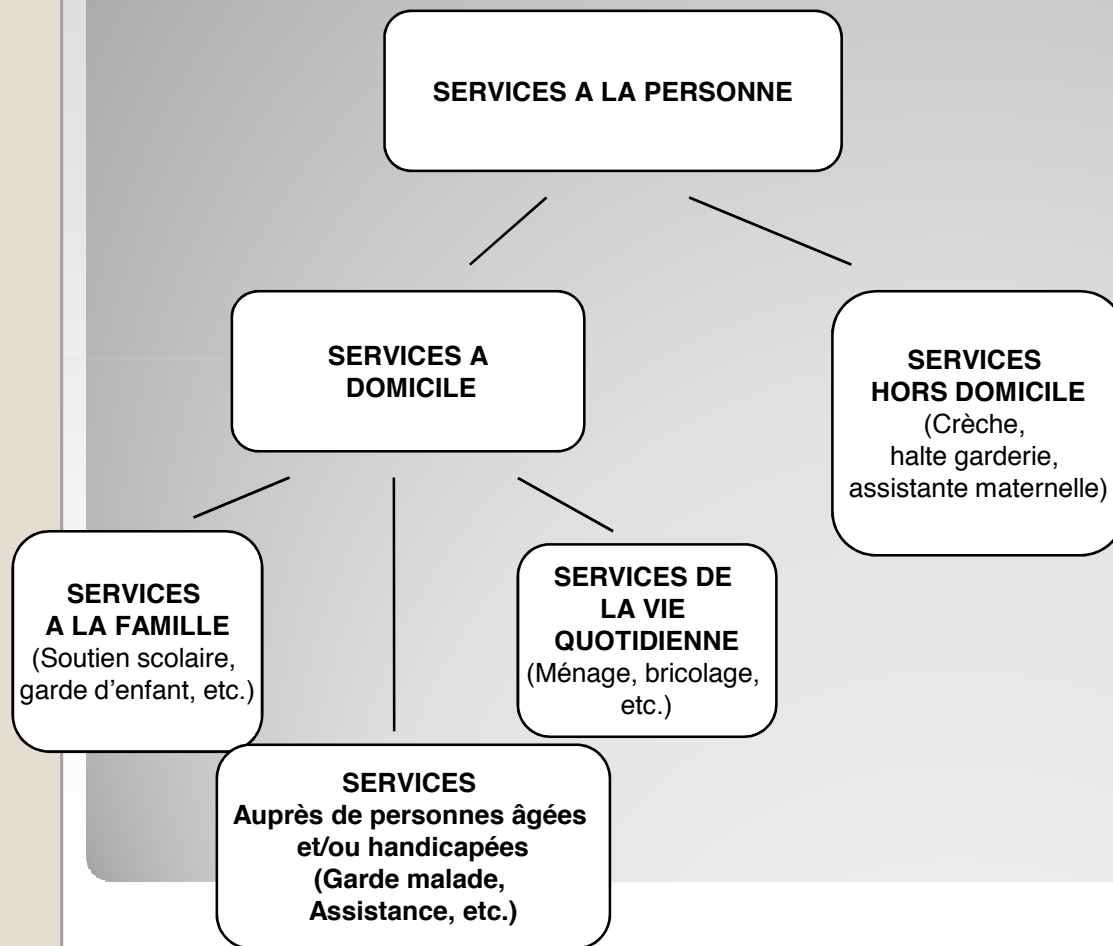 SERVICES A LA PERSONNE
SERVICES A
DOMICILE
SERVICES
HORS DOMICILE
(Crèche,
halte garderie,
assistante maternelle)
SERVICES
A LA FAMILLE
(Soutien scolaire,
garde d'enfant, etc.)
SERVICES DE
LA VIE
QUOTIDIENNE
(Ménage, bricolage,
etc.)
SERVICES
Auprès de personnes âgées
et/ou handicapées
(Garde malade,
Assistance, etc.)